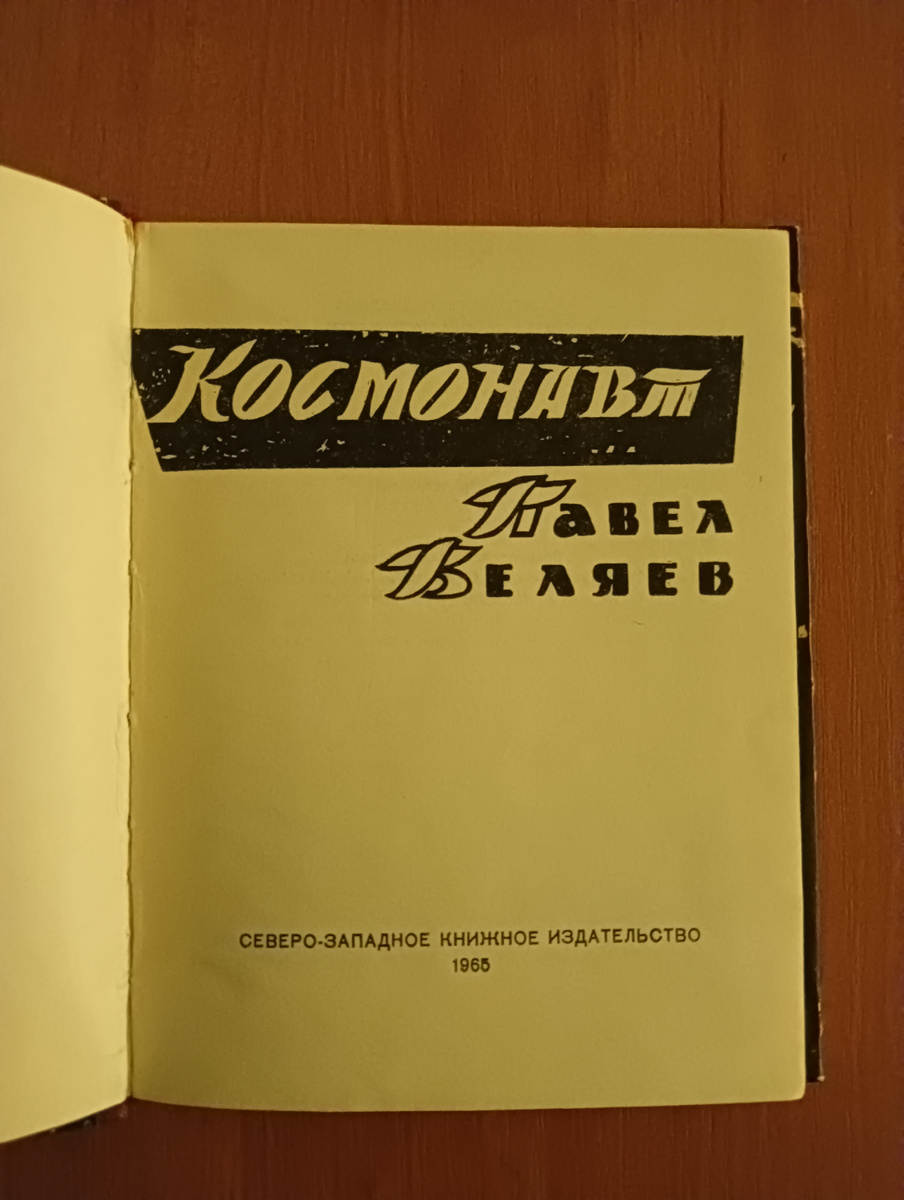 Космонавт
Павел
Беляев
СЕВЕРО-ЗАПАДНОЕ КНИЖНОЕ ИЗДАТЕЛЬСТВО
1965